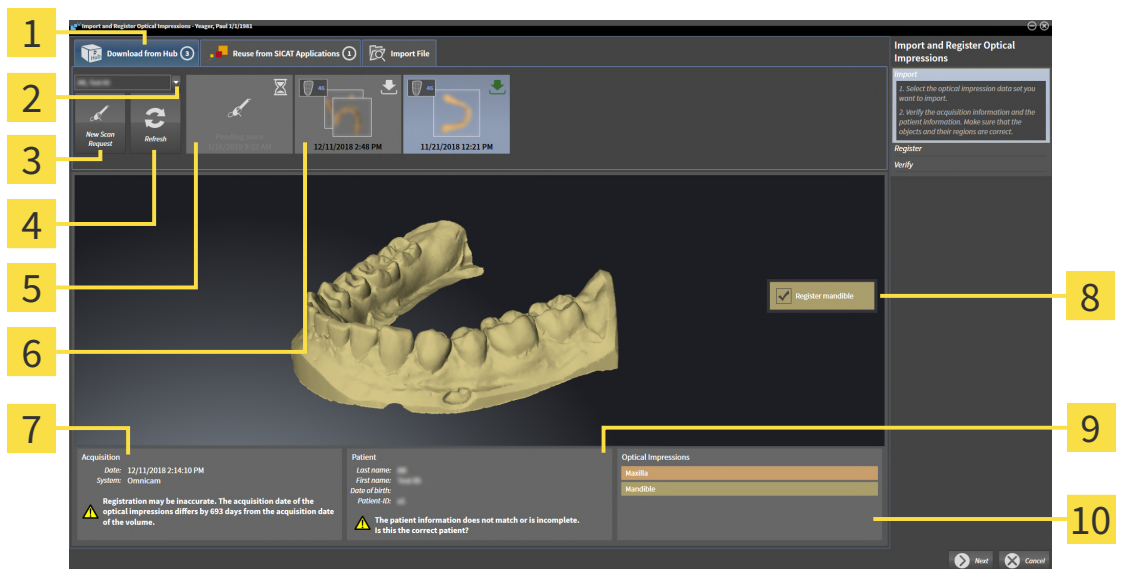 1
2
3
4
5
6
7
8
9
10
Import and Register Optical Impressions - Yeager, Paul 1/1/1981
Download from Hub 3
Reuse from SICAT Applications 1
Import File
New Scan
Request
Refresh
Pending scan
46
12/11/2018 2:48 PM
46
11/21/2018 12:21 PM
Import and Register Optical
Impressions
Import
1. Select the optical impression data set you
want to import.
2. Verify the acquisition information and the
patient information. Make sure that the
objects and their regions are correct.
Register
Verify
Register mandible
Acquisition
Date: 12/11/2018 2:14:10 PM
System: Omnicam
Registration may be inaccurate. The acquisition date of the
optical impressions differs by 693 days from the acquisition date
of the volume.
Patient
Last name:
First name:
Date of birth:
Patient-ID:
The patient information does not match or is incomplete.
Is this the correct patient?
Optical Impressions
Maxilla
Mandible
Next
Cancel